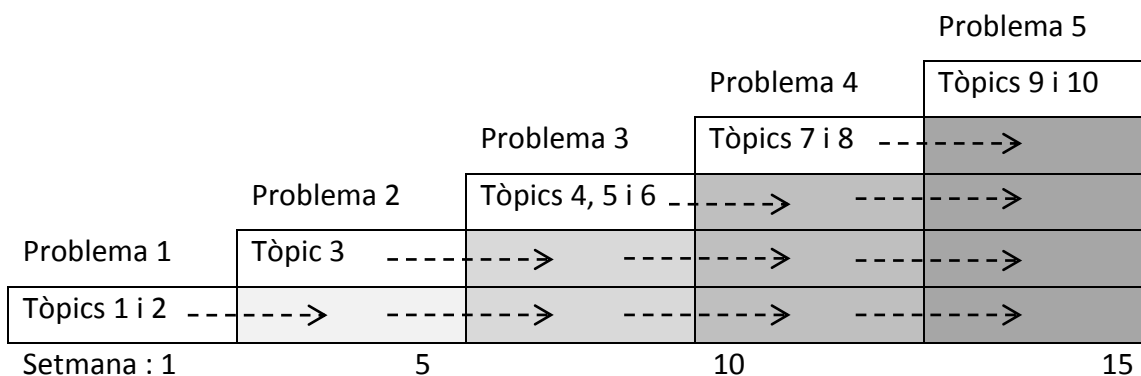 Problema 5
Tòpics 9 i 10
Problema 4
Tòpics 7 i 8
Problema 3
Tòpics 4, 5 i 6
Problema 2
Tòpic 3
Problema 1
Tòpics 1 i 2
Setmana : 1 5 10 15